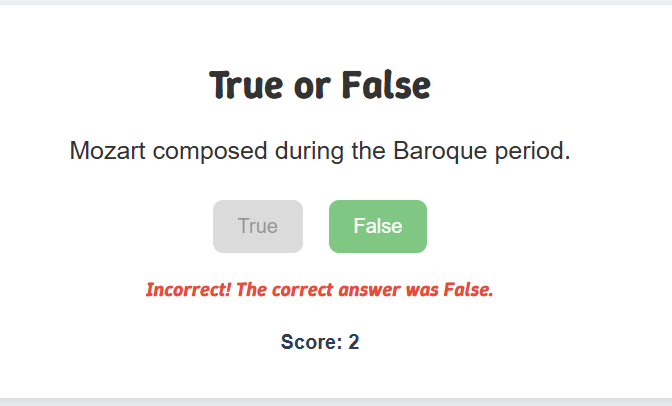 True or False
Mozart composed during the Baroque period.
True False
Incorrect! The correct answer was False.
Score: 2